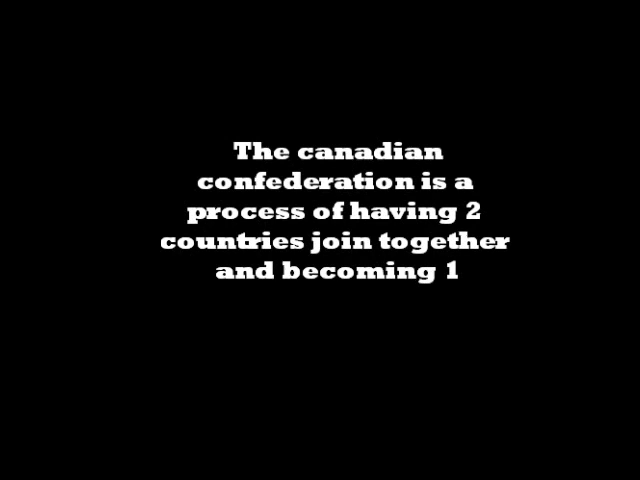 The canadian
confederation is a
process of having 2
countries join together
and becoming 1